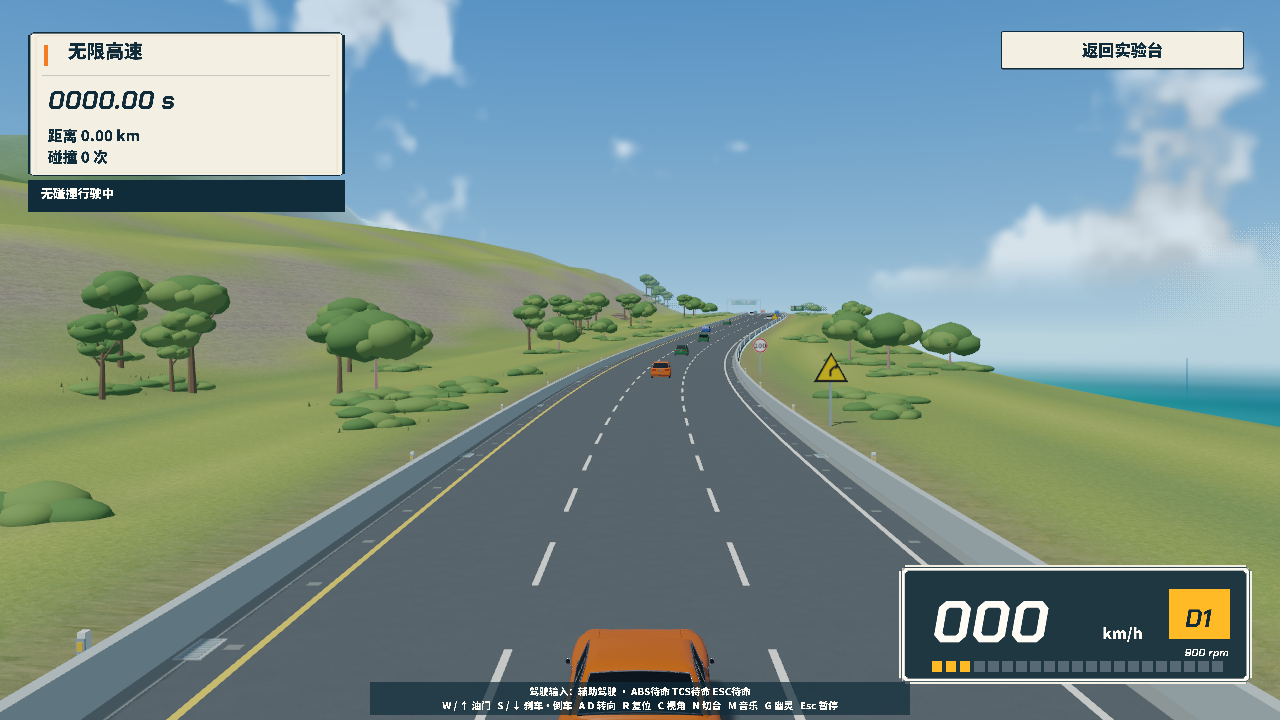 无限高速
0000.00 s
距离 0.00 km
碰撞 0 次
无碰撞行驶中
返回实验台
100
000 km/h D1
800 rpm
驾驶输入：辅助驾驶 · ABS待命 TCS待命 ESC待命
W / ↑ 油门 S / ↓ 刹车·倒车 A D 转向 R 复位 C 视角 N 切台 M 音乐 G 幽灵 Esc 暂停